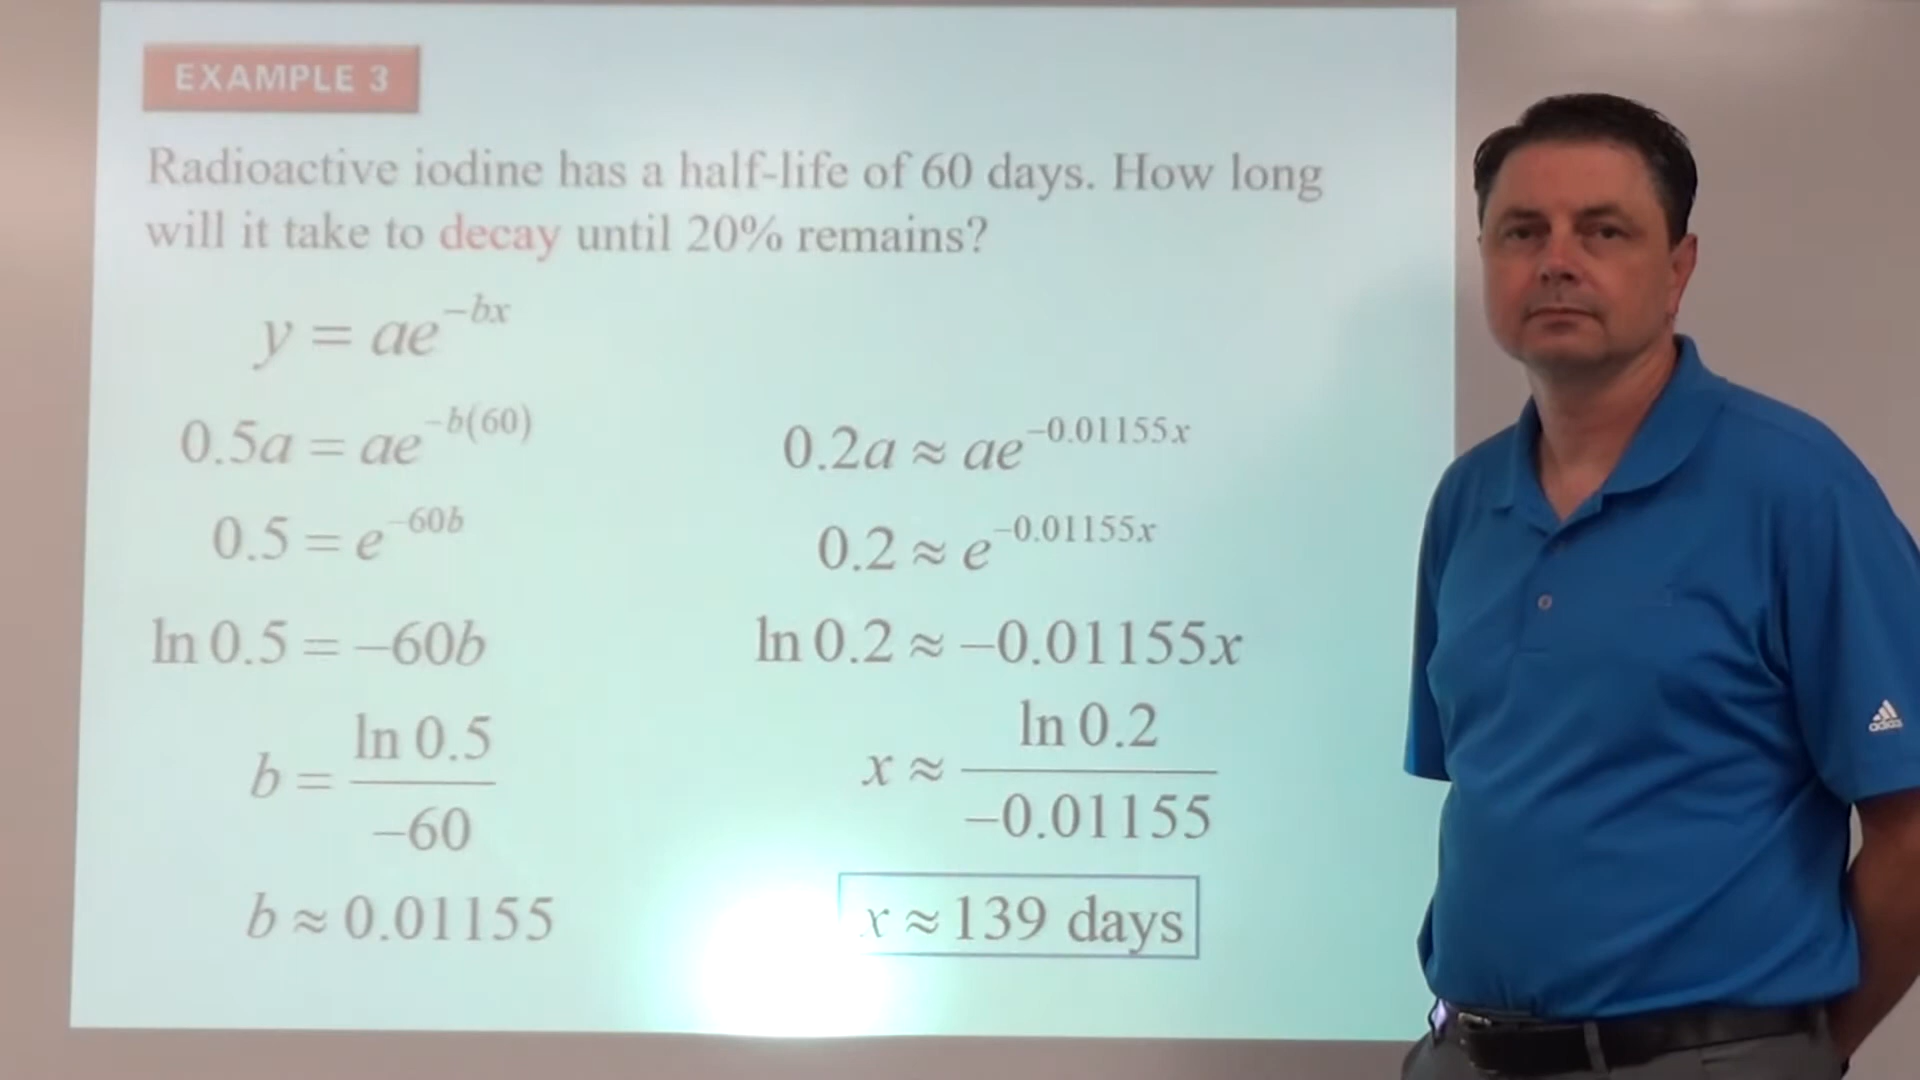 EXAMPLE 3
Radioactive iodine has a half-life of 60 days. How long
will it take to decay until 20% remains?
y = ae^{-bx}
0.5a = ae^{-b(60)}
0.5 = e^{-60b}
ln 0.5 = -60b
b = \frac{ln 0.5}{-60}
b ≈ 0.01155
0.2a ≈ ae^{-0.01155x}
0.2 ≈ e^{-0.01155x}
ln 0.2 ≈ -0.01155x
x ≈ \frac{ln 0.2}{-0.01155}
x ≈ 139 days
adidas